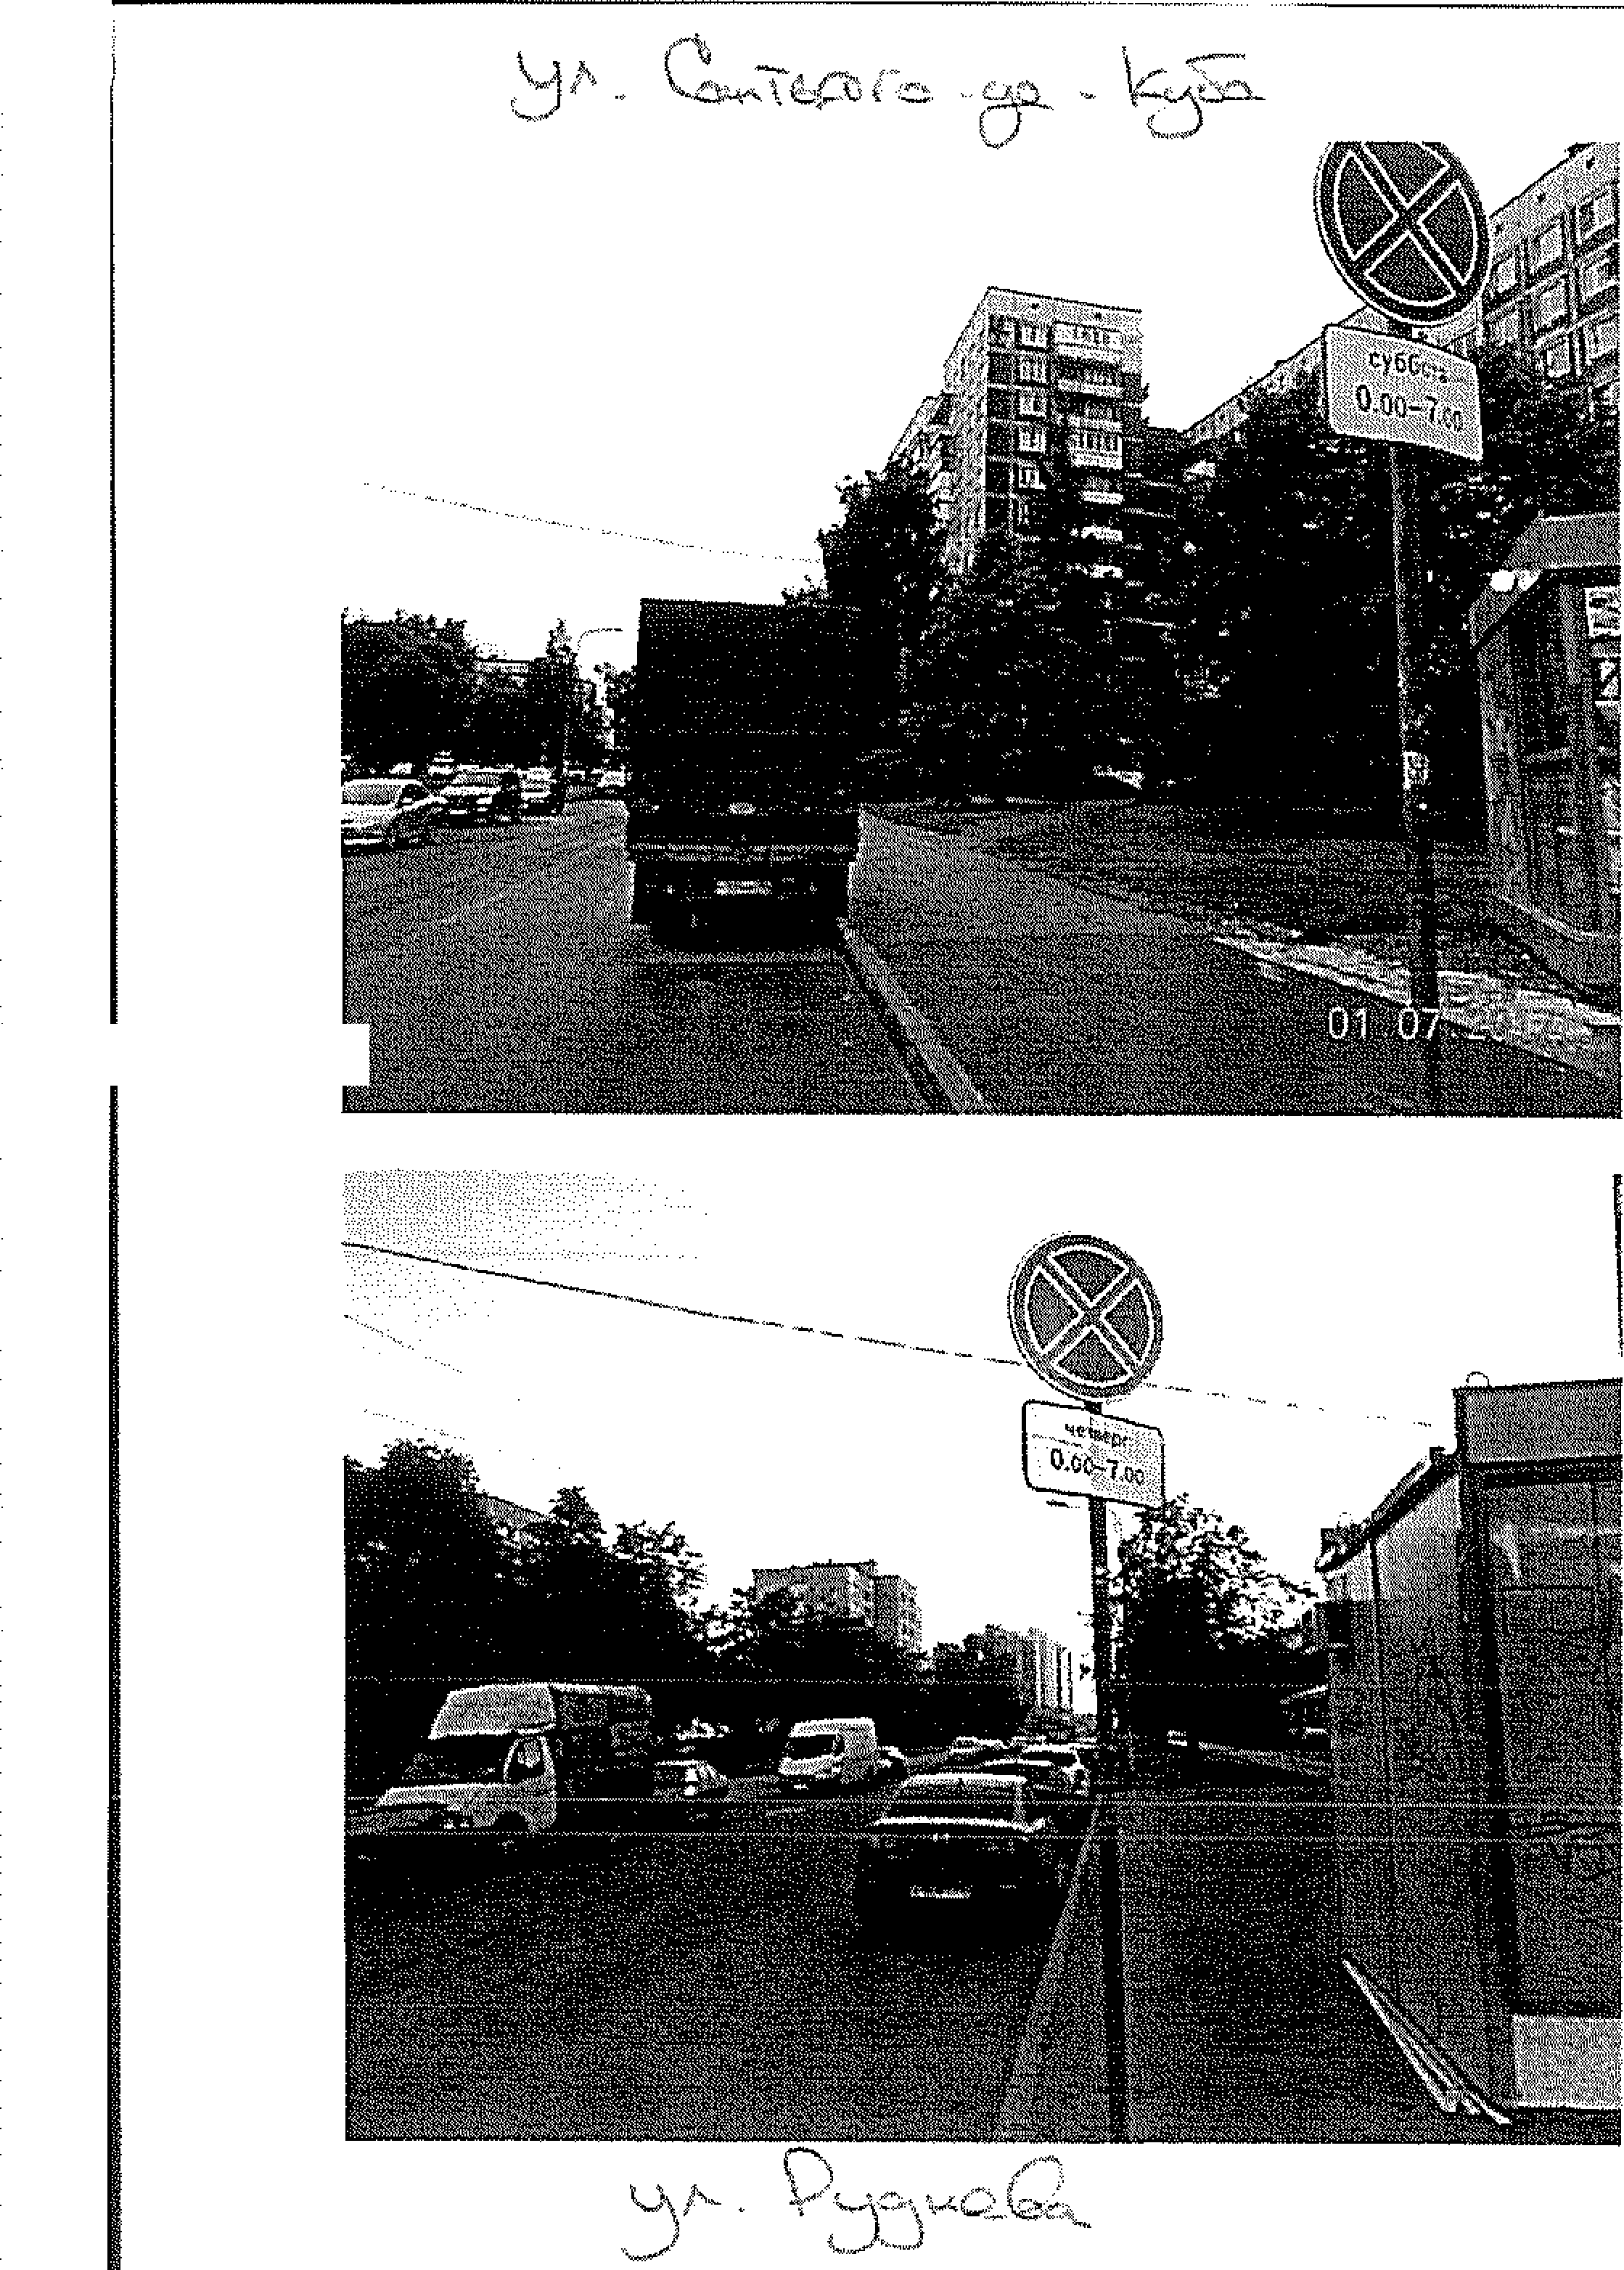 ул. Сантьяго-де-Куба
суббота
0.00-7.00
01 07
четверг
0.00-7.00
ул. Руднева